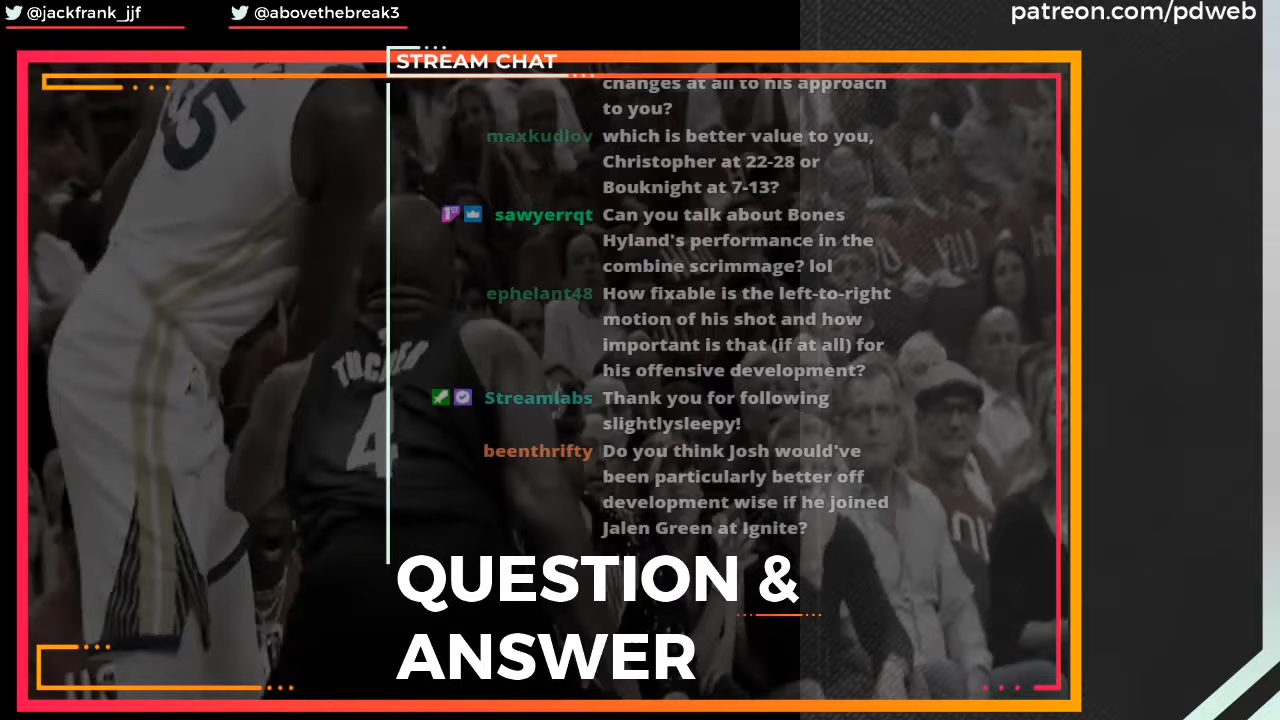 @jackfrank_jjf
@abovethebreak3
patreon.com/pdweb
STREAM CHAT
changes at all to his approach
to you?
maxkudlov which is better value to you,
Christopher at 22-28 or
Bouknight at 7-13?
sawyerrqt Can you talk about Bones
Hyland's performance in the
combine scrimmage? lol
ephelant48 How fixable is the left-to-right
motion of his shot and how
important is that (if at all) for
his offensive development?
Streamlabs Thank you for following
slightlysleepy!
beenthrifty Do you think Josh would've
been particularly better off
development wise if he joined
Jalen Green at Ignite?
TUCKER
4
QUESTION &
ANSWER